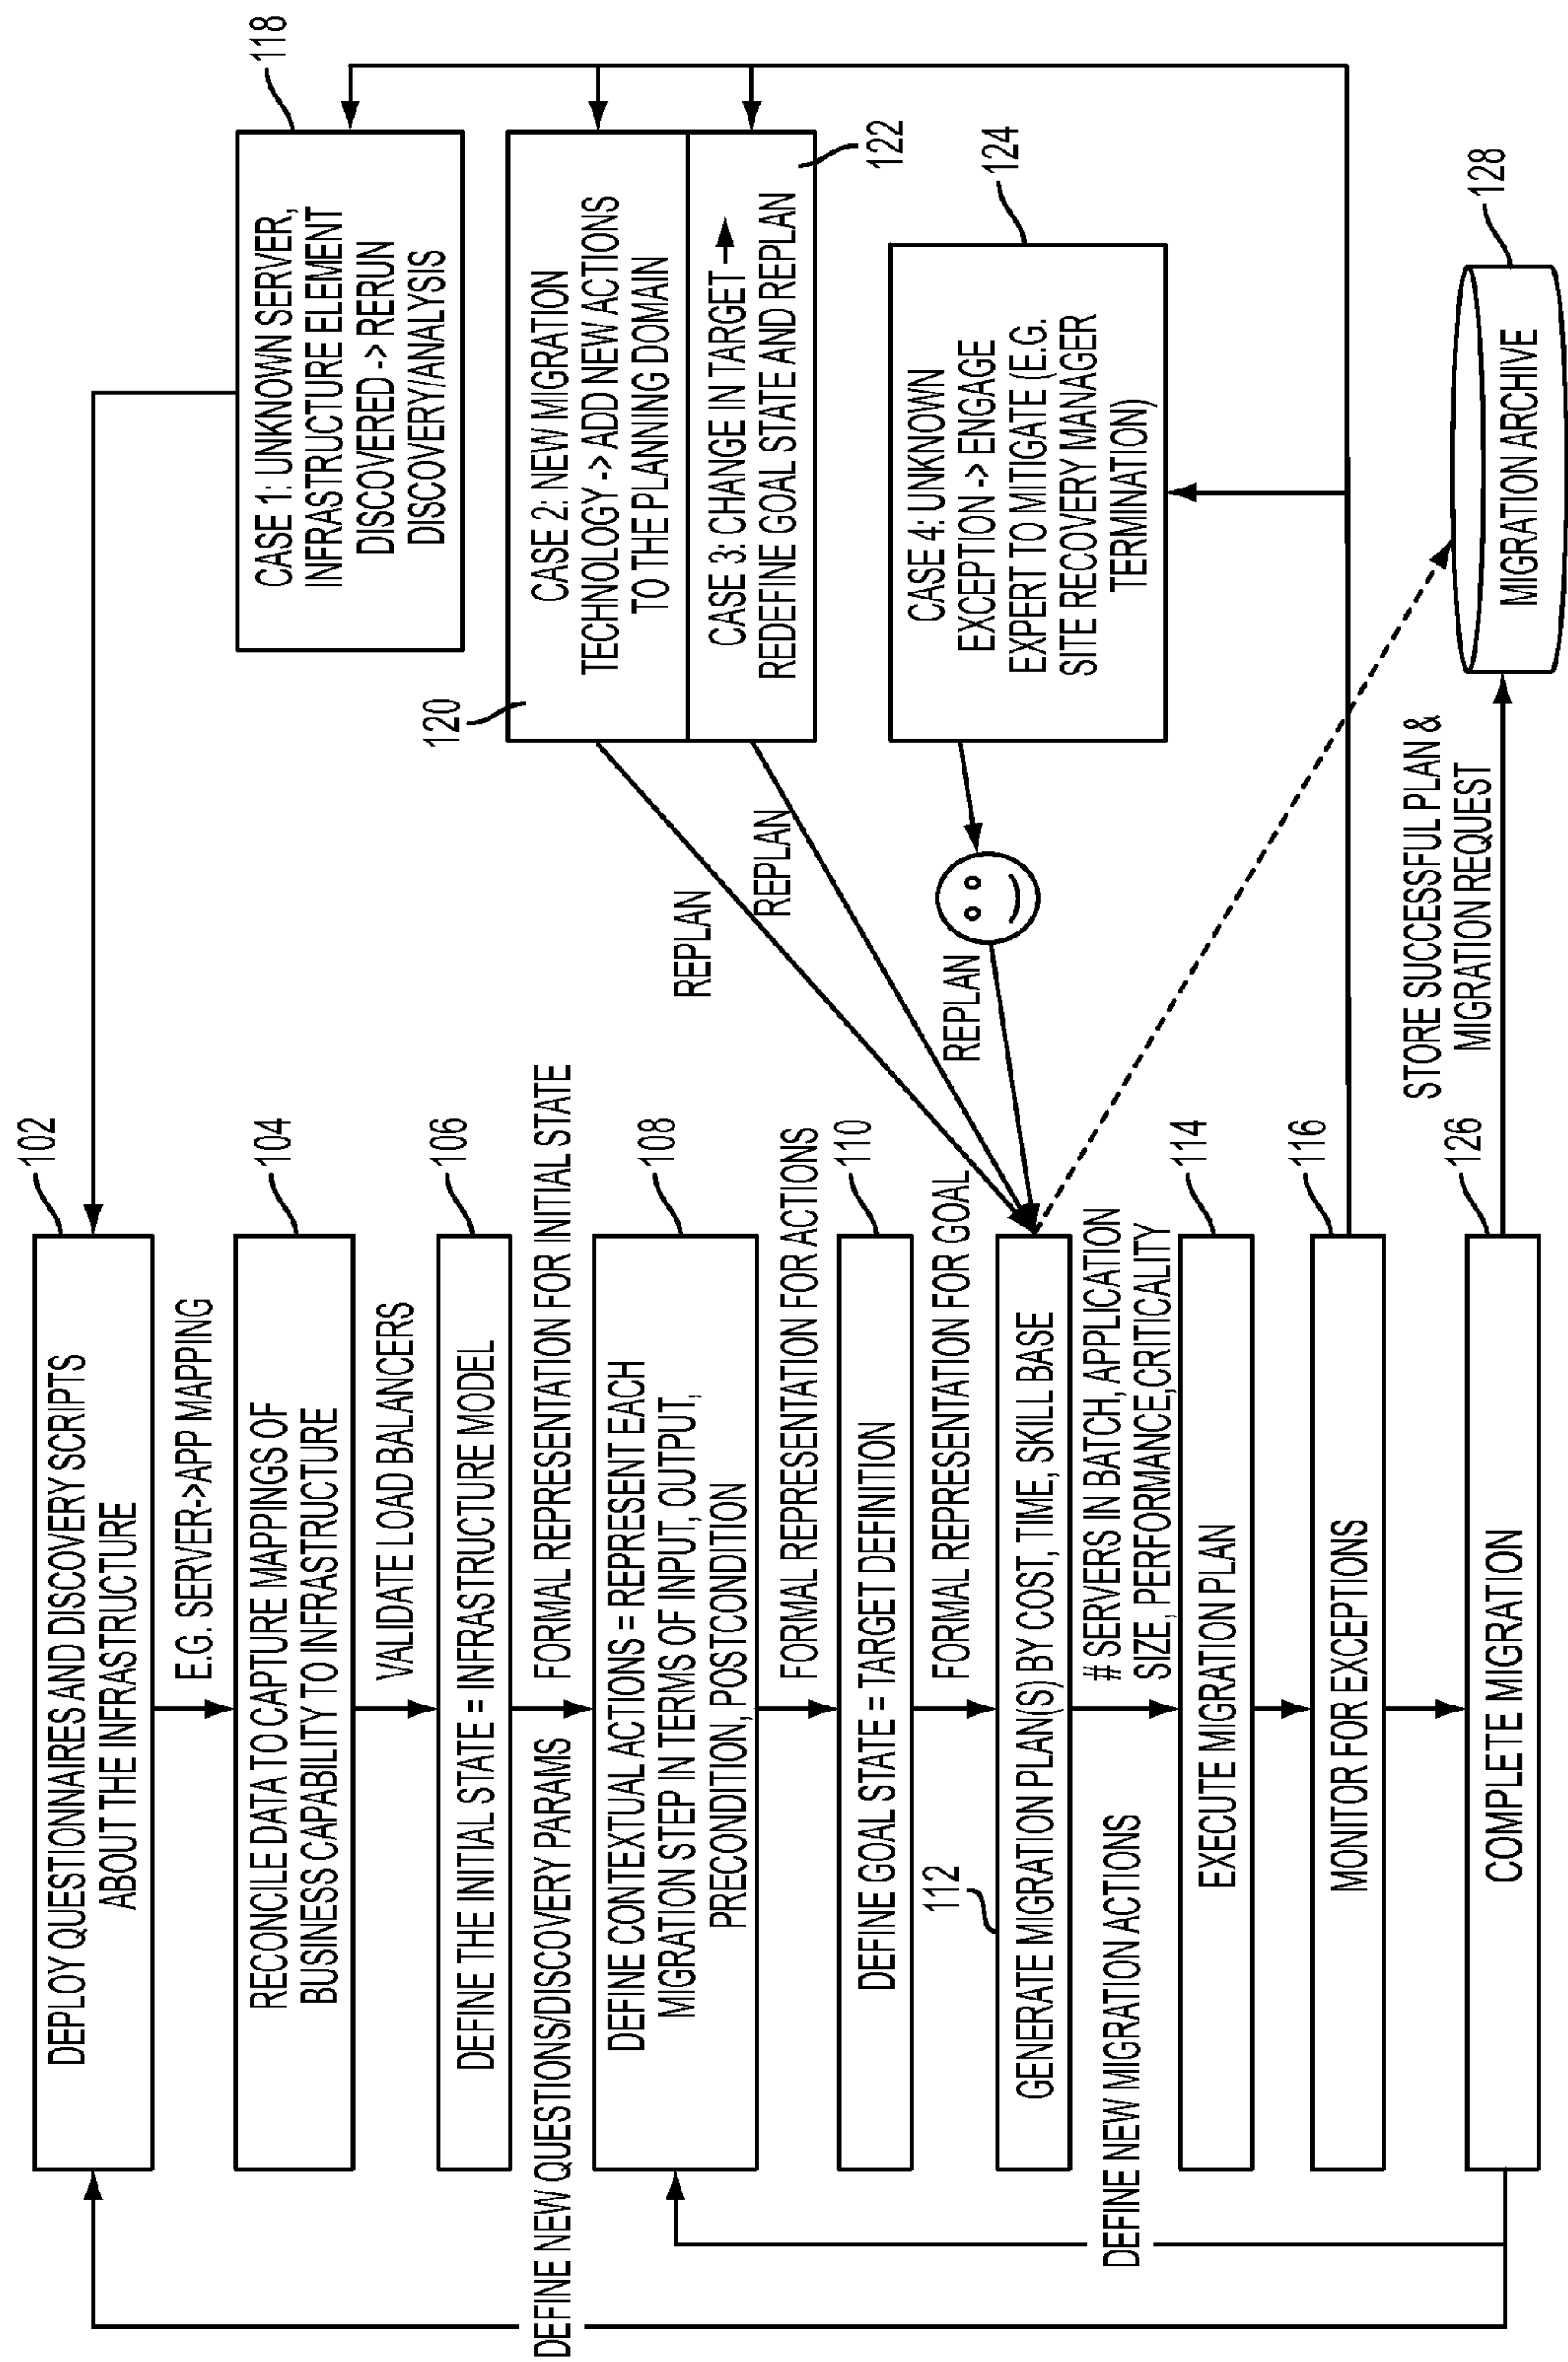 102
DEPLOY QUESTIONNAIRES AND DISCOVERY SCRIPTS
ABOUT THE INFRASTRUCTURE
E.G. SERVER->APP MAPPING
104
RECONCILE DATA TO CAPTURE MAPPINGS OF
BUSINESS CAPABILITY TO INFRASTRUCTURE
VALIDATE LOAD BALANCERS
106
DEFINE THE INITIAL STATE = INFRASTRUCTURE MODEL
DEFINE NEW QUESTIONS/DISCOVERY PARAMS
FORMAL REPRESENTATION FOR INITIAL STATE
108
DEFINE CONTEXTUAL ACTIONS = REPRESENT EACH
MIGRATION STEP IN TERMS OF INPUT, OUTPUT,
PRECONDITION, POSTCONDITION
FORMAL REPRESENTATION FOR ACTIONS
110
DEFINE GOAL STATE = TARGET DEFINITION
FORMAL REPRESENTATION FOR GOAL
112
GENERATE MIGRATION PLAN(S) BY COST, TIME, SKILL BASE
DEFINE NEW MIGRATION ACTIONS
# SERVERS IN BATCH, APPLICATION
SIZE, PERFORMANCE,CRITICALITY
114
EXECUTE MIGRATION PLAN
116
MONITOR FOR EXCEPTIONS
126
COMPLETE MIGRATION
118
CASE 1: UNKNOWN SERVER,
INFRASTRUCTURE ELEMENT
DISCOVERED -> RERUN
DISCOVERY/ANALYSIS
120
CASE 2: NEW MIGRATION
TECHNOLOGY -> ADD NEW ACTIONS
TO THE PLANNING DOMAIN
122
CASE 3: CHANGE IN TARGET →
REDEFINE GOAL STATE AND REPLAN
REPLAN
REPLAN
124
CASE 4: UNKNOWN
EXCEPTION -> ENGAGE
EXPERT TO MITIGATE (E.G.
SITE RECOVERY MANAGER
TERMINATION)
REPLAN
STORE SUCCESSFUL PLAN &
MIGRATION REQUEST
128
MIGRATION ARCHIVE